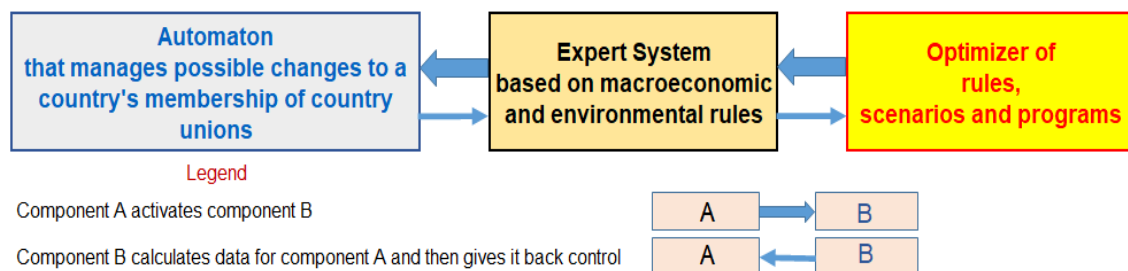 Automaton
that manages possible changes to a
country's membership of country
unions
Expert System
based on macroeconomic
and environmental rules
Optimizer of
rules,
scenarios and programs
Legend
Component A activates component B
A
B
Component B calculates data for component A and then gives it back control
A
B